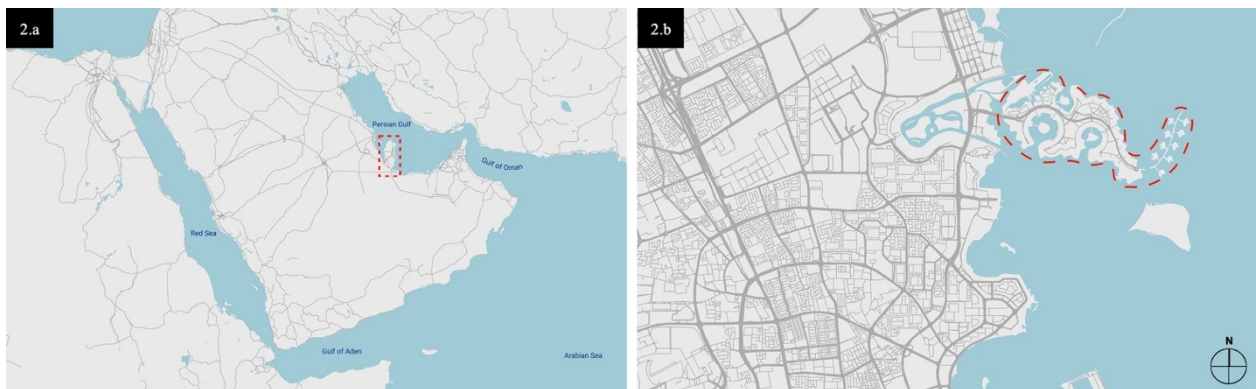 2.a
Persian Gulf
Gulf of Oman
Red Sea
Gulf of Aden
Arabian Sea
2.b
N